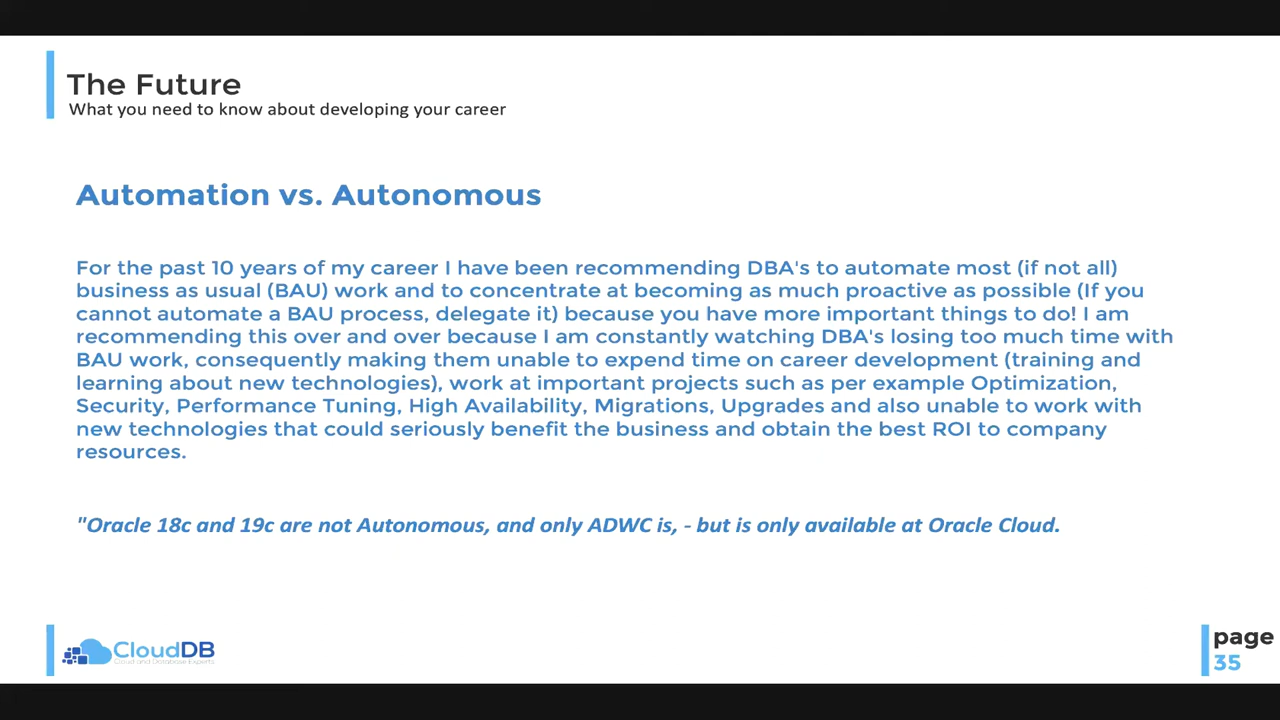 The Future
What you need to know about developing your career
Automation vs. Autonomous
For the past 10 years of my career I have been recommending DBA's to automate most (if not all)
business as usual (BAU) work and to concentrate at becoming as much proactive as possible (If you
cannot automate a BAU process, delegate it) because you have more important things to do! I am
recommending this over and over because I am constantly watching DBA's losing too much time with
BAU work, consequently making them unable to expend time on career development (training and
learning about new technologies), work at important projects such as per example Optimization,
Security, Performance Tuning, High Availability, Migrations, Upgrades and also unable to work with
new technologies that could seriously benefit the business and obtain the best ROI to company
resources.
"Oracle 18c and 19c are not Autonomous, and only ADWC is, - but is only available at Oracle Cloud.
CloudDB
Cloud and Database Experts
page
35